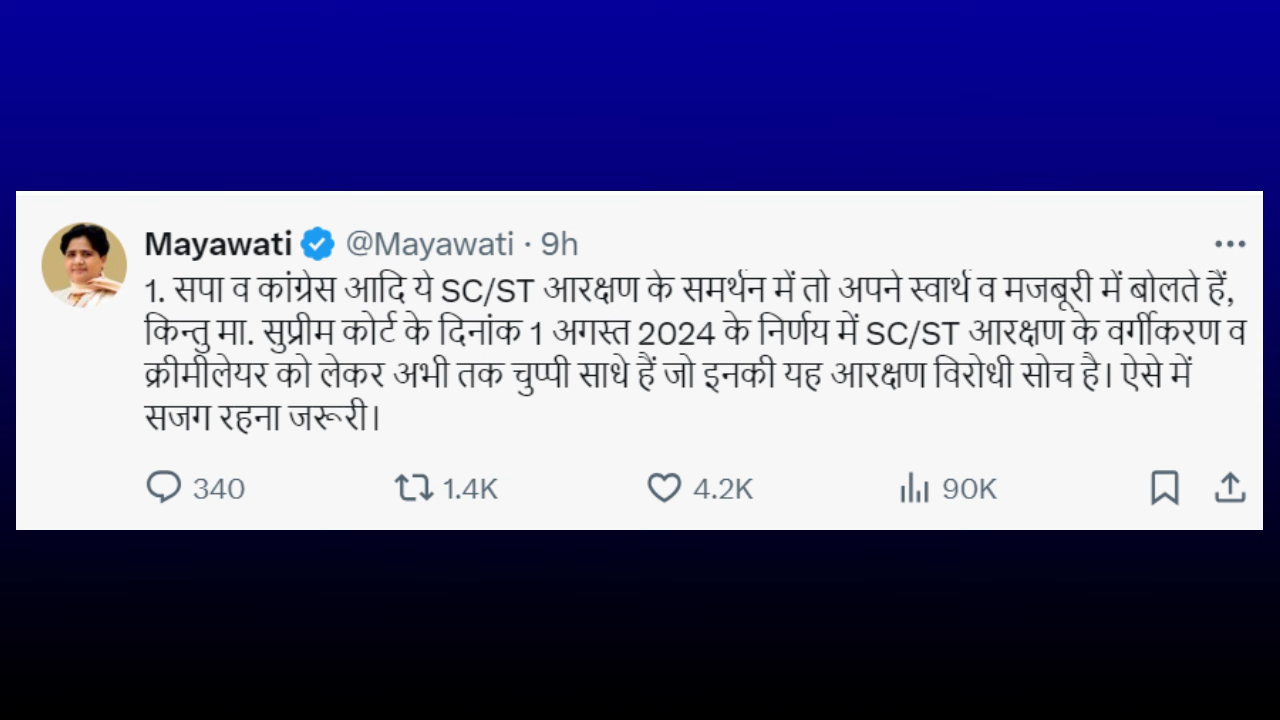 Mayawati @Mayawati · 9h
1. सपा व कांग्रेस आदि ये SC/ST आरक्षण के समर्थन में तो अपने स्वार्थ व मजबूरी में बोलते हैं,
किन्तु मा. सुप्रीम कोर्ट के दिनांक 1 अगस्त 2024 के निर्णय में SC/ST आरक्षण के वर्गीकरण व
क्रीमीलेयर को लेकर अभी तक चुप्पी साधे हैं जो इनकी यह आरक्षण विरोधी सोच है। ऐसे में
सजग रहना जरूरी।
340 1.4K 4.2K 90K